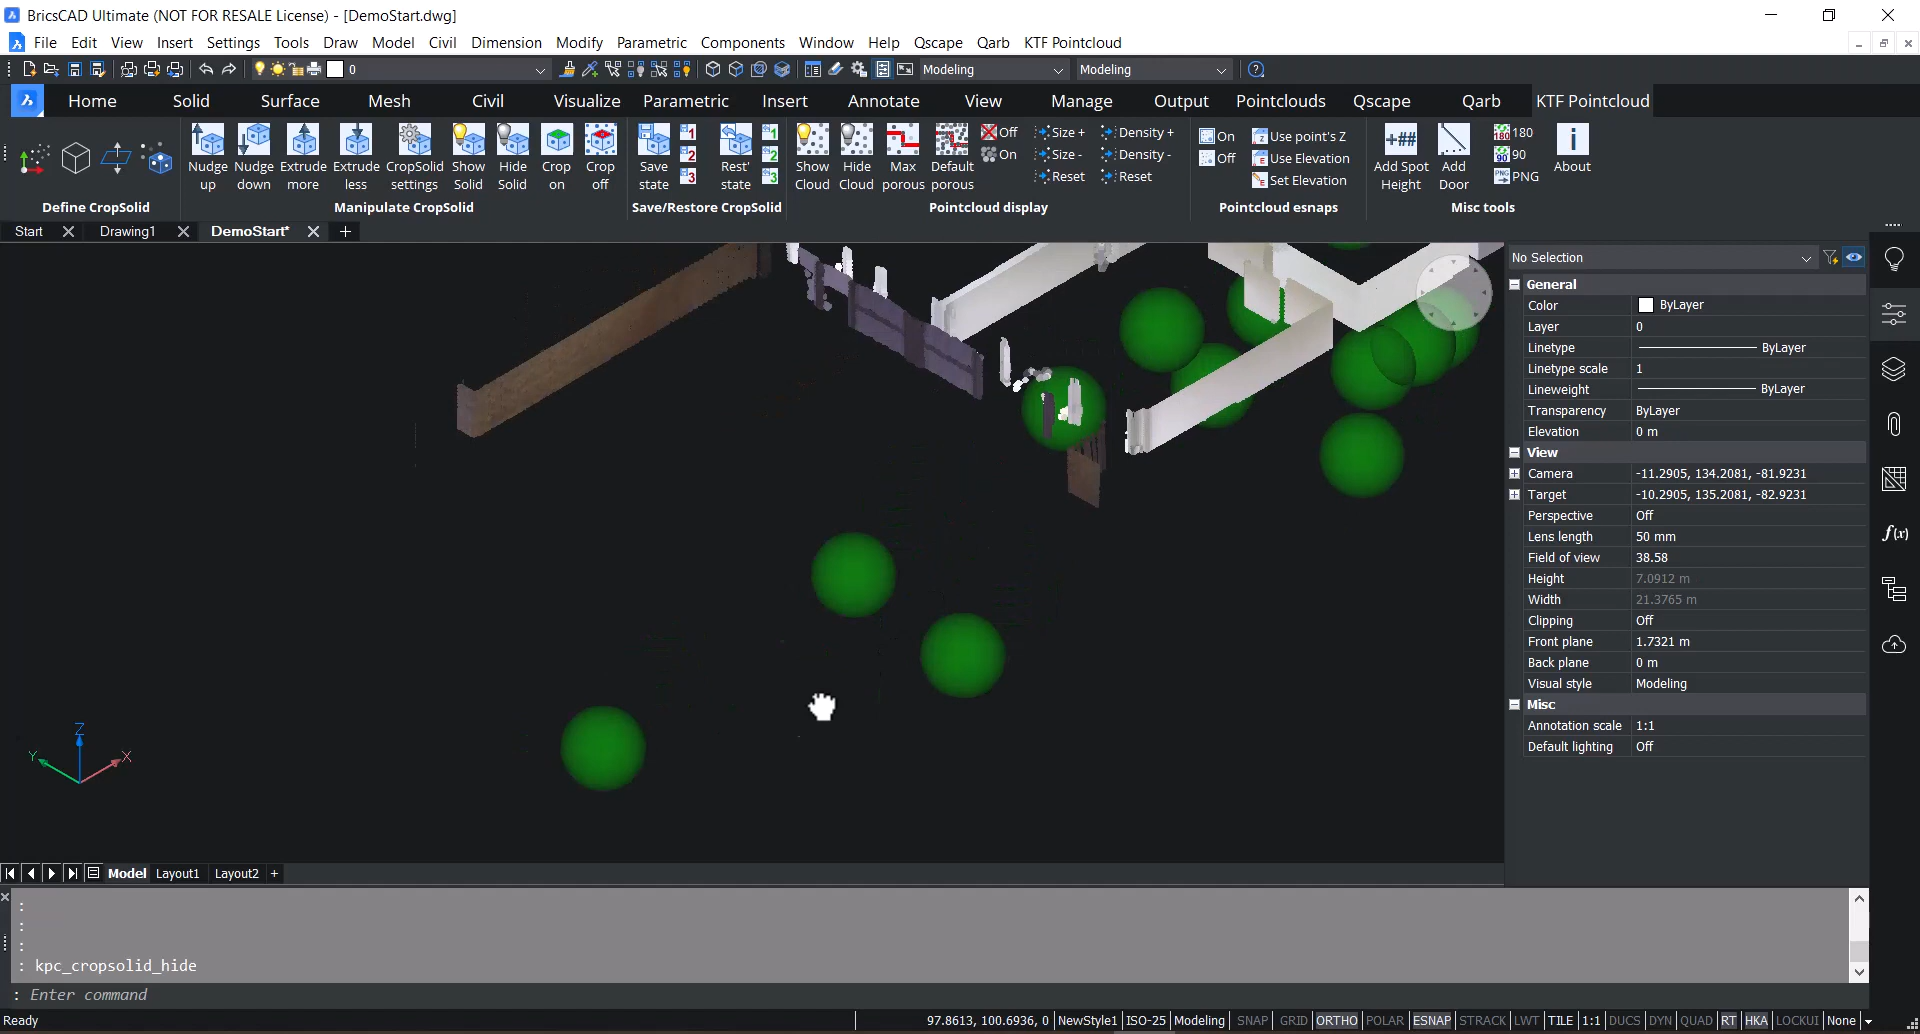 BricsCAD Ultimate (NOT FOR RESALE License) - [DemoStart.dwg]
File Edit View Insert Settings Tools Draw Model Civil Dimension Modify Parametric Components Window Help Qscape Qarb KTF Pointcloud
0 Modeling Modeling
Home Solid Surface Mesh Civil Visualize Parametric Insert Annotate View Manage Output Pointclouds Qscape Qarb KTF Pointcloud
Nudge up
Nudge down
Extrude more
Extrude less
CropSolid settings
Show Solid
Hide Solid
Crop on
Crop off
Save state
1
2
3
Rest' state
1
2
3
Show Cloud
Hide Cloud
Max porous
Default porous
Off
On
Size +
Size -
Reset
Density +
Density -
Reset
On
Off
Use point's Z
Use Elevation
Set Elevation
+## Add Spot Height
Add Door
180 180
90 90
PNG PNG
i About
Define CropSolid Manipulate CropSolid Save/Restore CropSolid Pointcloud display Pointcloud esnaps Misc tools
Start Drawing1 DemoStart*
No Selection
General
Color ByLayer
Layer 0
Linetype ByLayer
Linetype scale 1
Lineweight ByLayer
Transparency ByLayer
Elevation 0 m
View
Camera -11.2905, 134.2081, -81.9231
Target -10.2905, 135.2081, -82.9231
Perspective Off
Lens length 50 mm
Field of view 38.58
Height 7.0912 m
Width 21.3765 m
Clipping Off
Front plane 1.7321 m
Back plane 0 m
Visual style Modeling
Misc
Annotation scale 1:1
Default lighting Off
f(x)
Z
Y X
Model Layout1 Layout2 +
:
:
:
: kpc_cropsolid_hide
: Enter command
Ready 97.8613, 100.6936, 0 NewStyle1 ISO-25 Modeling SNAP GRID ORTHO POLAR ESNAP STRACK LWT TILE 1:1 DUCS DYN QUAD RT HKA LOCKUI None